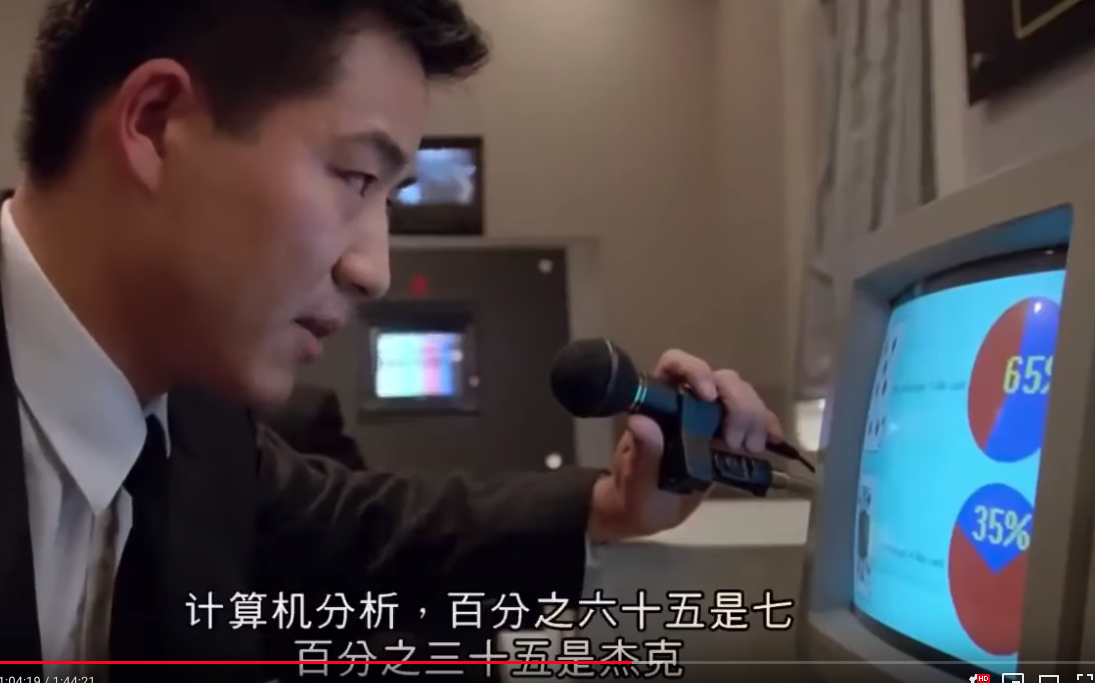 65%
35%
计算机分析，百分之六十五是七
百分之三十五是杰克
1:04:19 / 1:44:21
HD